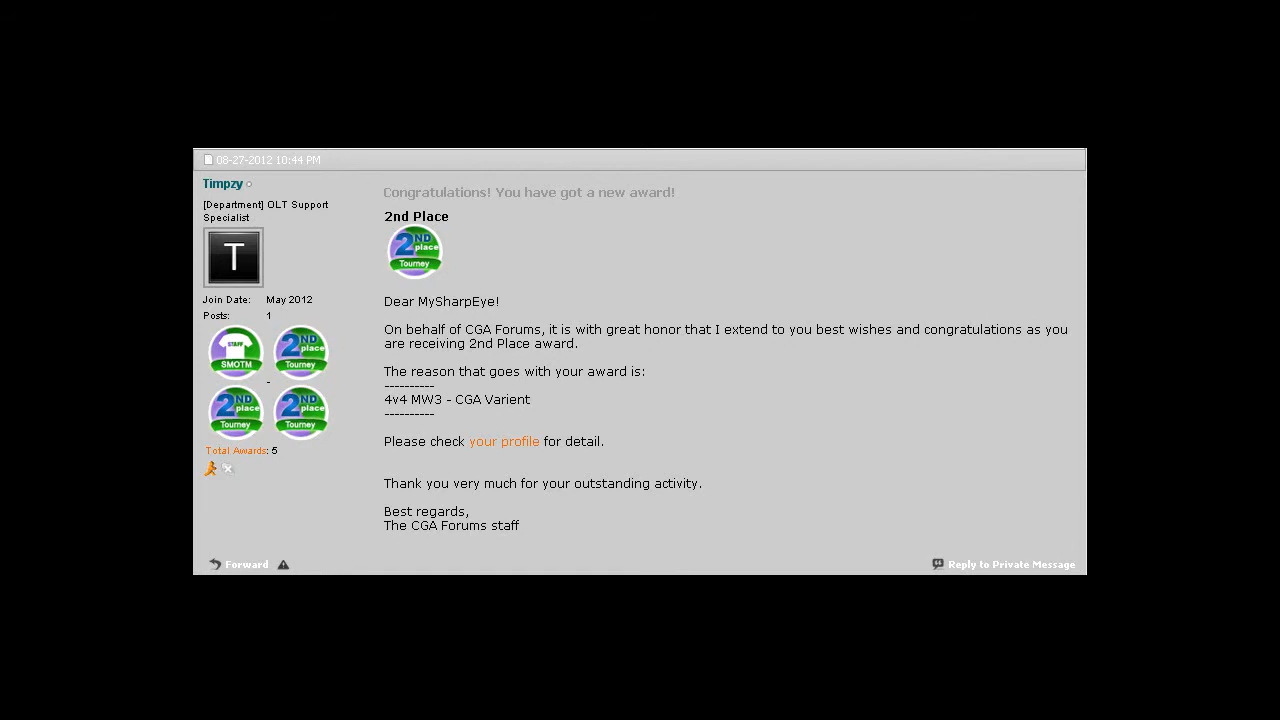 08-27-2012 10:44 PM
Timpzy
[Department] OLT Support
Specialist
T
Join Date: May 2012
Posts: 1
STAFF
SMOTM
2ND
place
Tourney
-
2ND
place
Tourney
2ND
place
Tourney
Total Awards: 5
Congratulations! You have got a new award!
2nd Place
2ND
place
Tourney
Dear MySharpEye!
On behalf of CGA Forums, it is with great honor that I extend to you best wishes and congratulations as you
are receiving 2nd Place award.
The reason that goes with your award is:
----------
4v4 MW3 - CGA Varient
----------
Please check your profile for detail.
Thank you very much for your outstanding activity.
Best regards,
The CGA Forums staff
Forward
Reply to Private Message